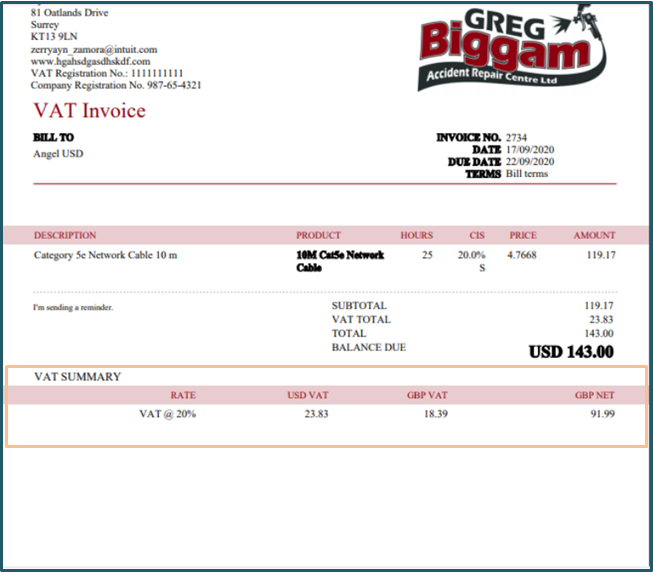 81 Oatlands Drive
Surrey
KT13 9LN
zerryayn_zamora@intuit.com
www.hgahsdgasdhskdf.com
VAT Registration No.: 1111111111
Company Registration No. 987-65-4321
GREG
Biggam
Accident Repair Centre Ltd
VAT Invoice
BILL TO
Angel USD
INVOICE NO. 2734
DATE 17/09/2020
DUE DATE 22/09/2020
TERMS Bill terms
DESCRIPTION PRODUCT HOURS CIS PRICE AMOUNT
Category 5e Network Cable 10 m 10M Cat5e Network 25 20.0% 4.7668 119.17
Cable S
I'm sending a reminder.
SUBTOTAL 119.17
VAT TOTAL 23.83
TOTAL 143.00
BALANCE DUE USD 143.00
VAT SUMMARY
RATE USD VAT GBP VAT GBP NET
VAT @ 20% 23.83 18.39 91.99